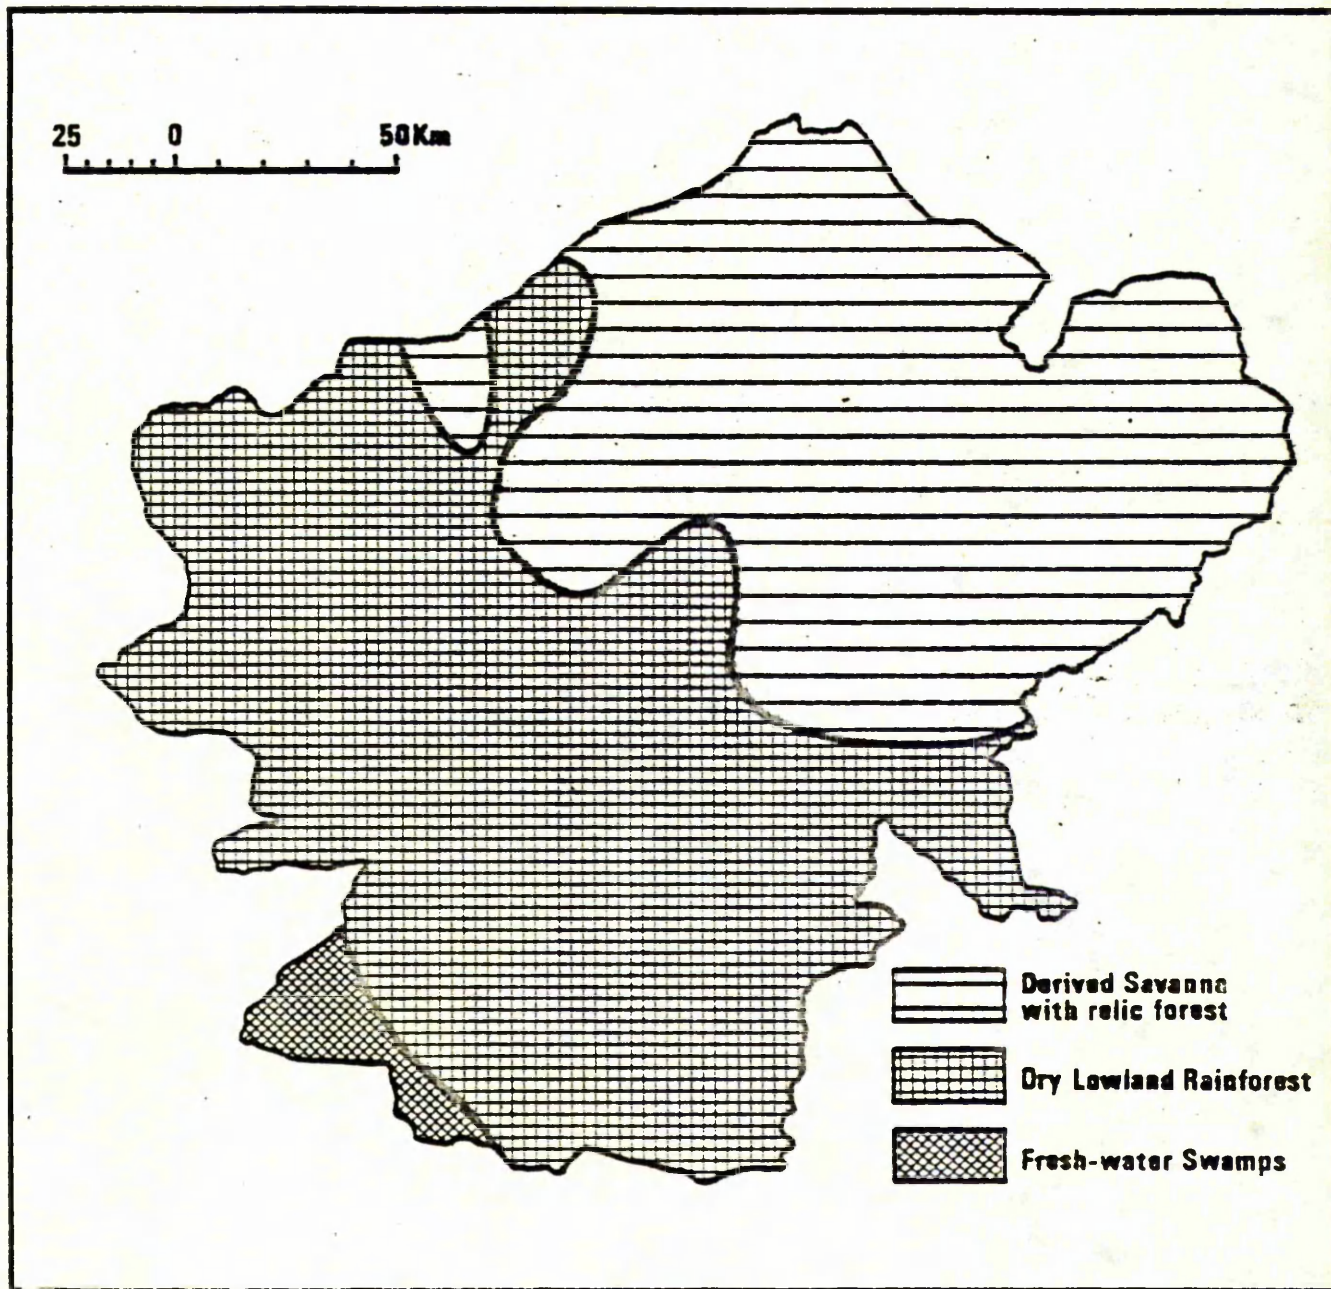 25 0 50Km
Derived Savanna
with relic forest
Dry Lowland Rainforest
Fresh-water Swamps